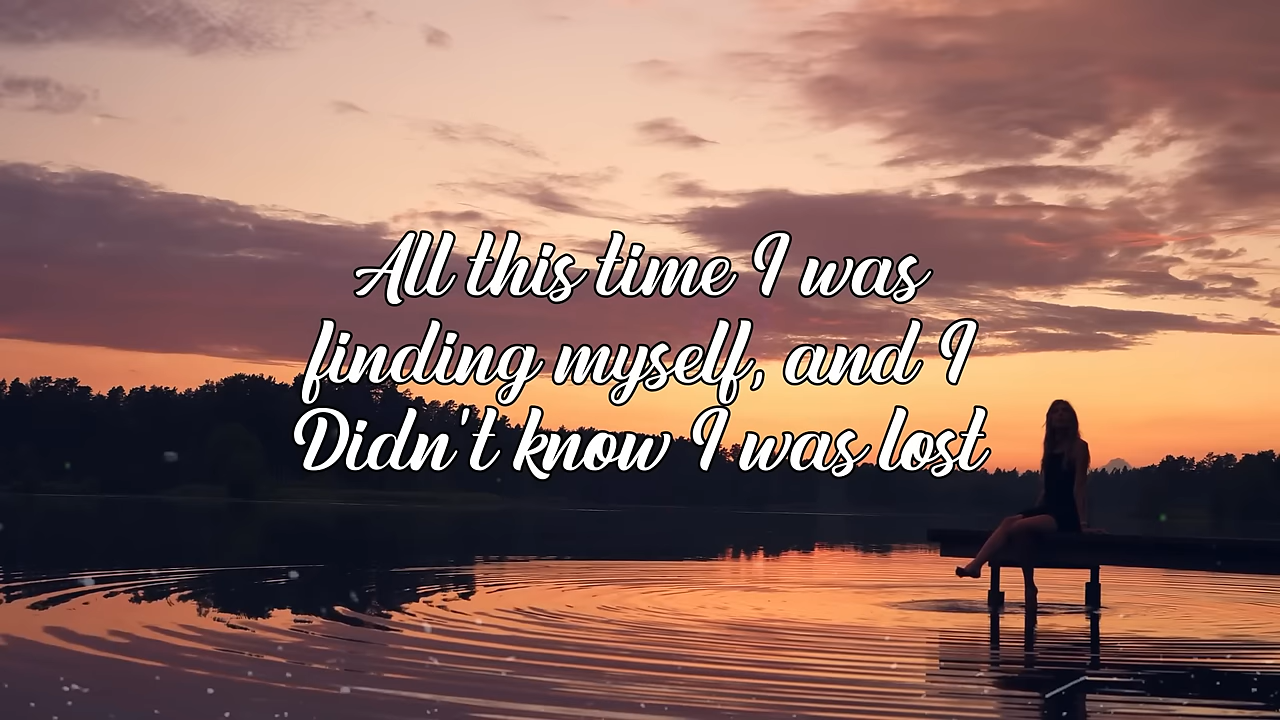 All this time I was
finding myself, and I
Didn't know I was lost